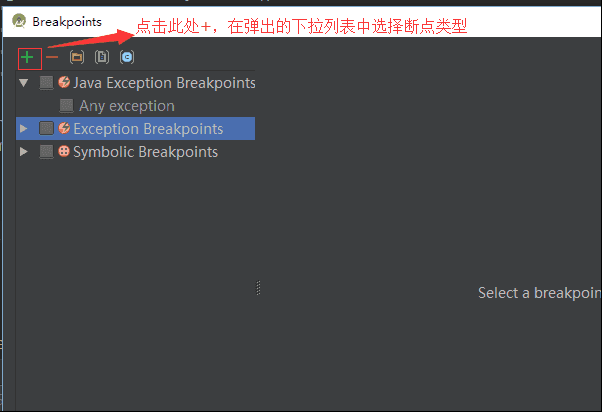 Breakpoints
点击此处+，在弹出的下拉列表中选择断点类型
Java Exception Breakpoints
Any exception
Exception Breakpoints
Symbolic Breakpoints
Select a breakpoin